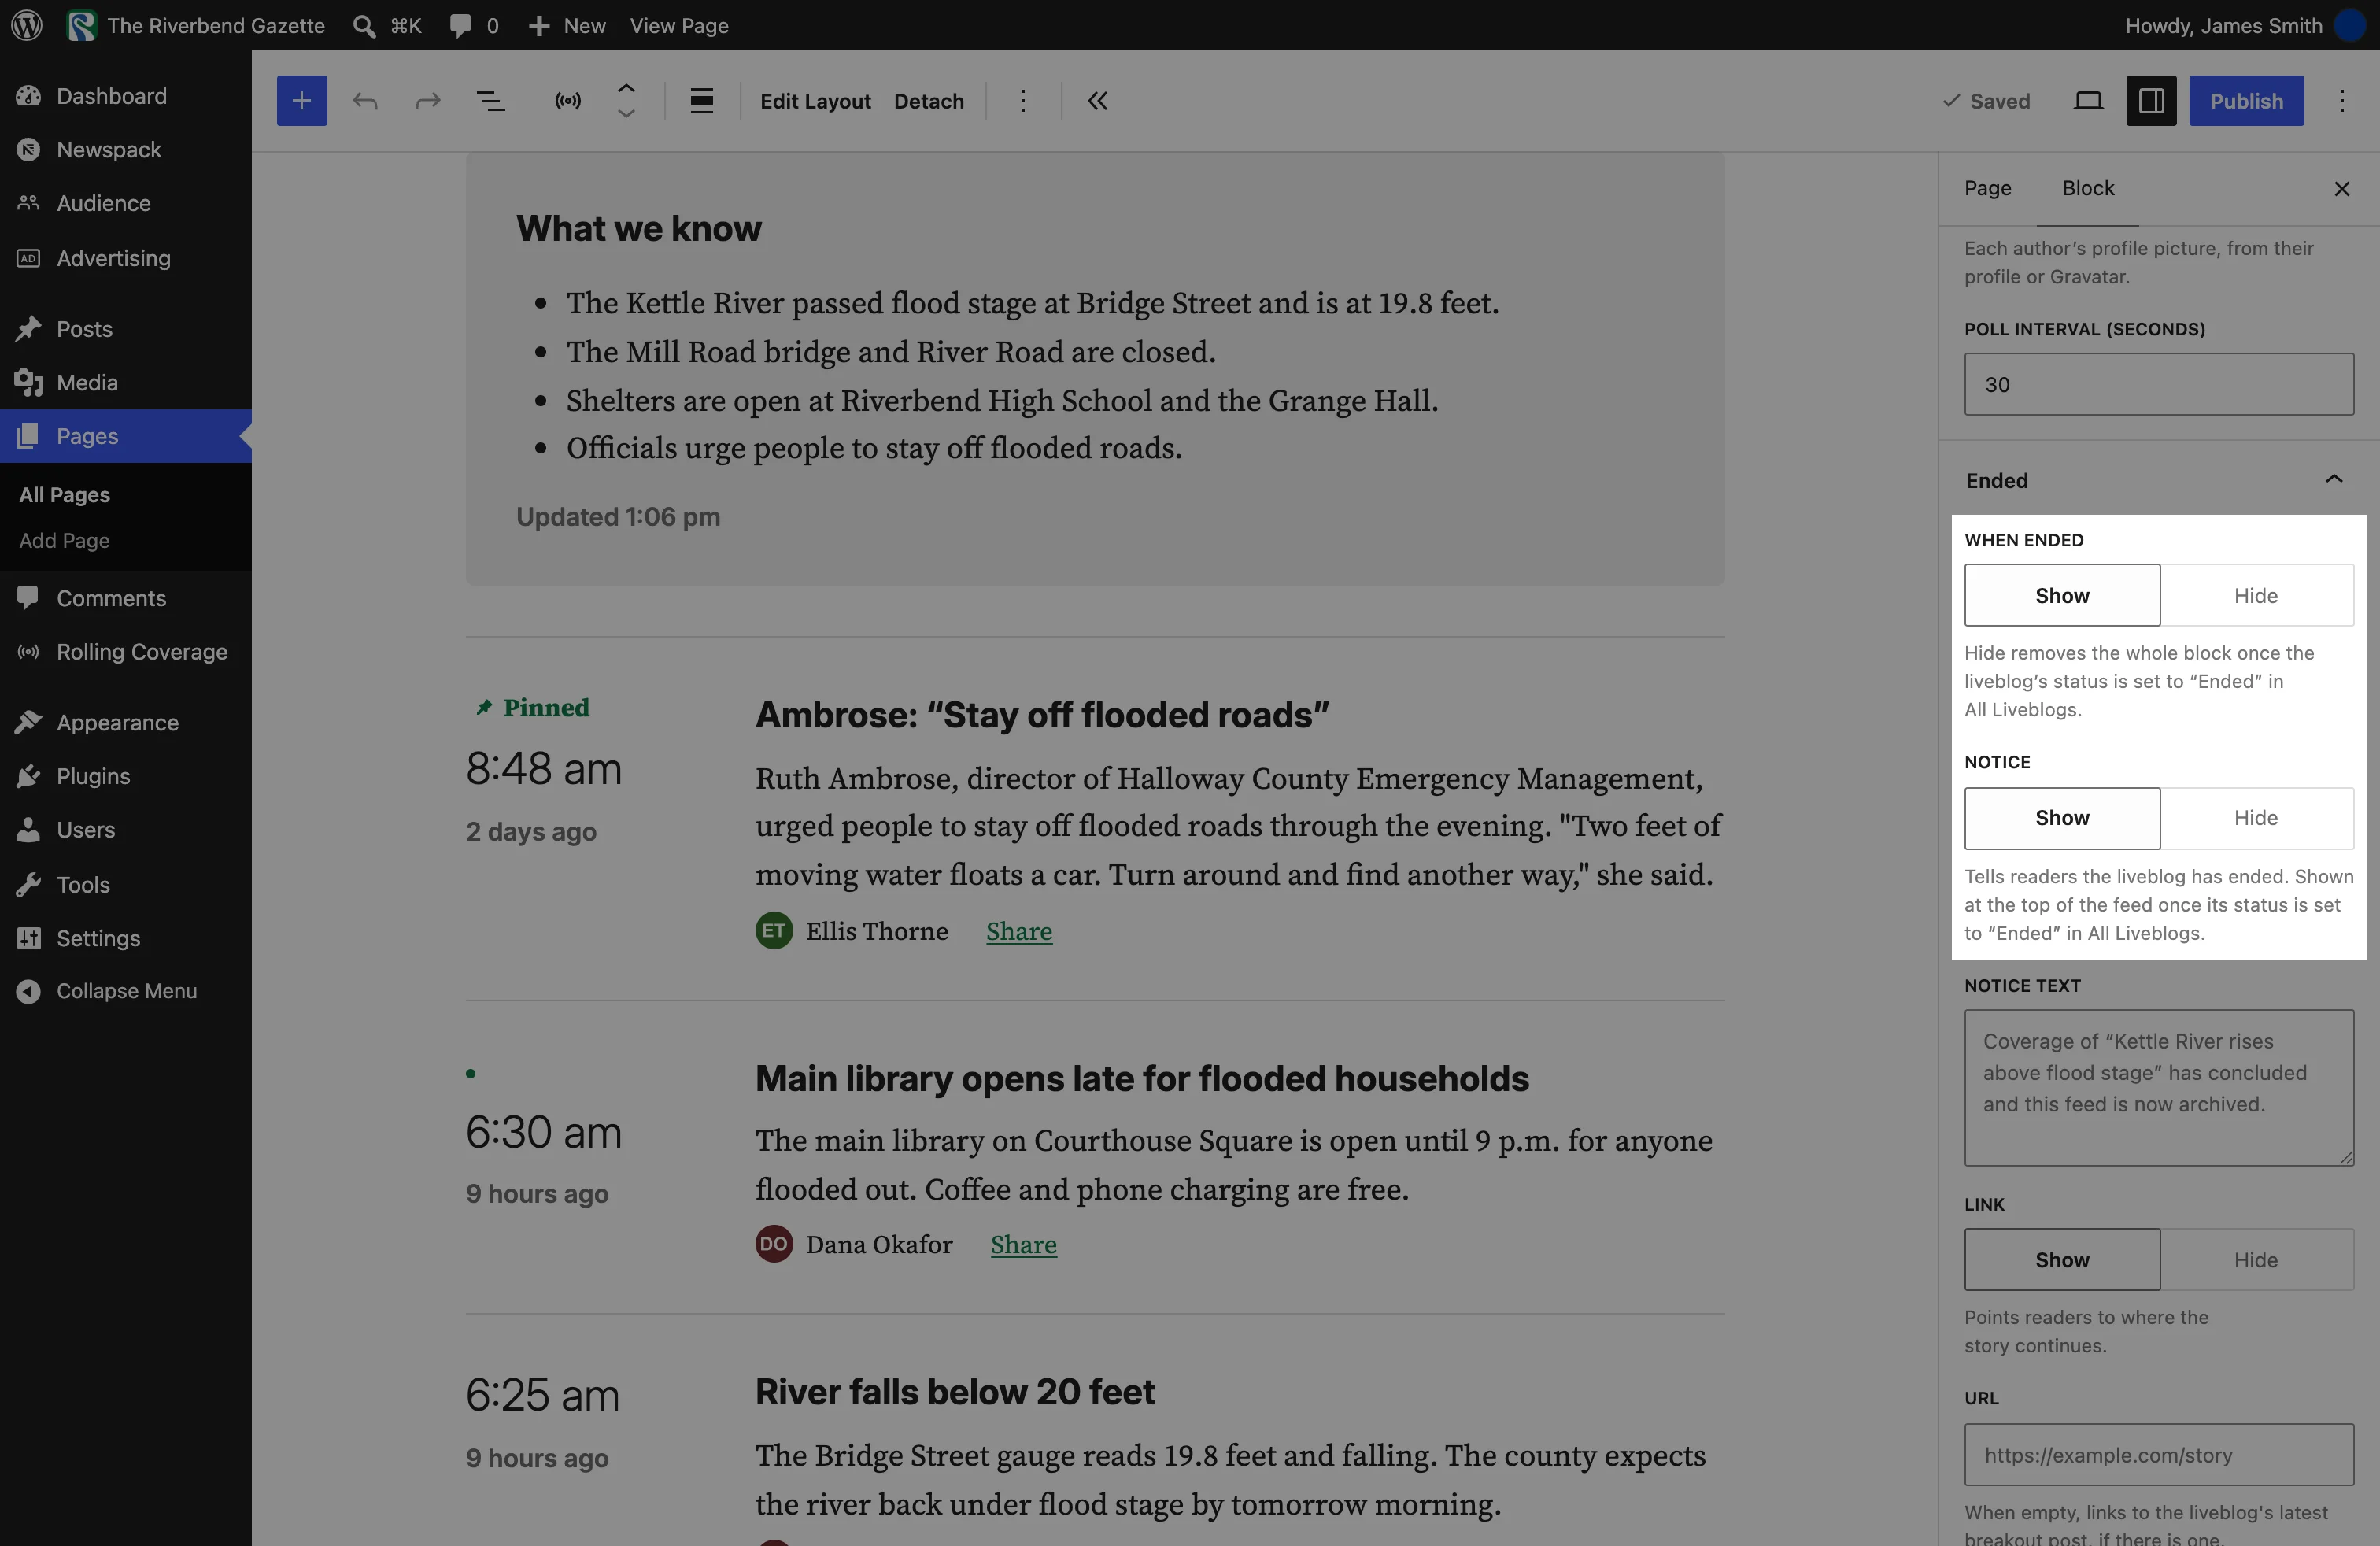 The Riverbend Gazette
⌘K
0
New
View Page
Howdy, James Smith
Dashboard
Newspack
Audience
AD
Advertising
Posts
Media
Pages
All Pages
Add Page
Comments
Rolling Coverage
Appearance
Plugins
Users
Tools
Settings
Collapse Menu
Edit Layout
Detach
Saved
Publish
What we know
• The Kettle River passed flood stage at Bridge Street and is at 19.8 feet.
• The Mill Road bridge and River Road are closed.
• Shelters are open at Riverbend High School and the Grange Hall.
• Officials urge people to stay off flooded roads.
Updated 1:06 pm
Pinned
8:48 am
2 days ago
Ambrose: “Stay off flooded roads”
Ruth Ambrose, director of Halloway County Emergency Management,
urged people to stay off flooded roads through the evening. "Two feet of
moving water floats a car. Turn around and find another way," she said.
ET
Ellis Thorne
Share
6:30 am
9 hours ago
Main library opens late for flooded households
The main library on Courthouse Square is open until 9 p.m. for anyone
flooded out. Coffee and phone charging are free.
DO
Dana Okafor
Share
6:25 am
9 hours ago
River falls below 20 feet
The Bridge Street gauge reads 19.8 feet and falling. The county expects
the river back under flood stage by tomorrow morning.
Page
Block
Each author’s profile picture, from their
profile or Gravatar.
POLL INTERVAL (SECONDS)
30
Ended
WHEN ENDED
Show
Hide
Hide removes the whole block once the
liveblog’s status is set to “Ended” in
All Liveblogs.
NOTICE
Show
Hide
Tells readers the liveblog has ended. Shown
at the top of the feed once its status is set
to “Ended” in All Liveblogs.
NOTICE TEXT
Coverage of “Kettle River rises
above flood stage” has concluded
and this feed is now archived.
LINK
Show
Hide
Points readers to where the
story continues.
URL
https://example.com/story
When empty, links to the liveblog's latest
breakout post, if there is one.